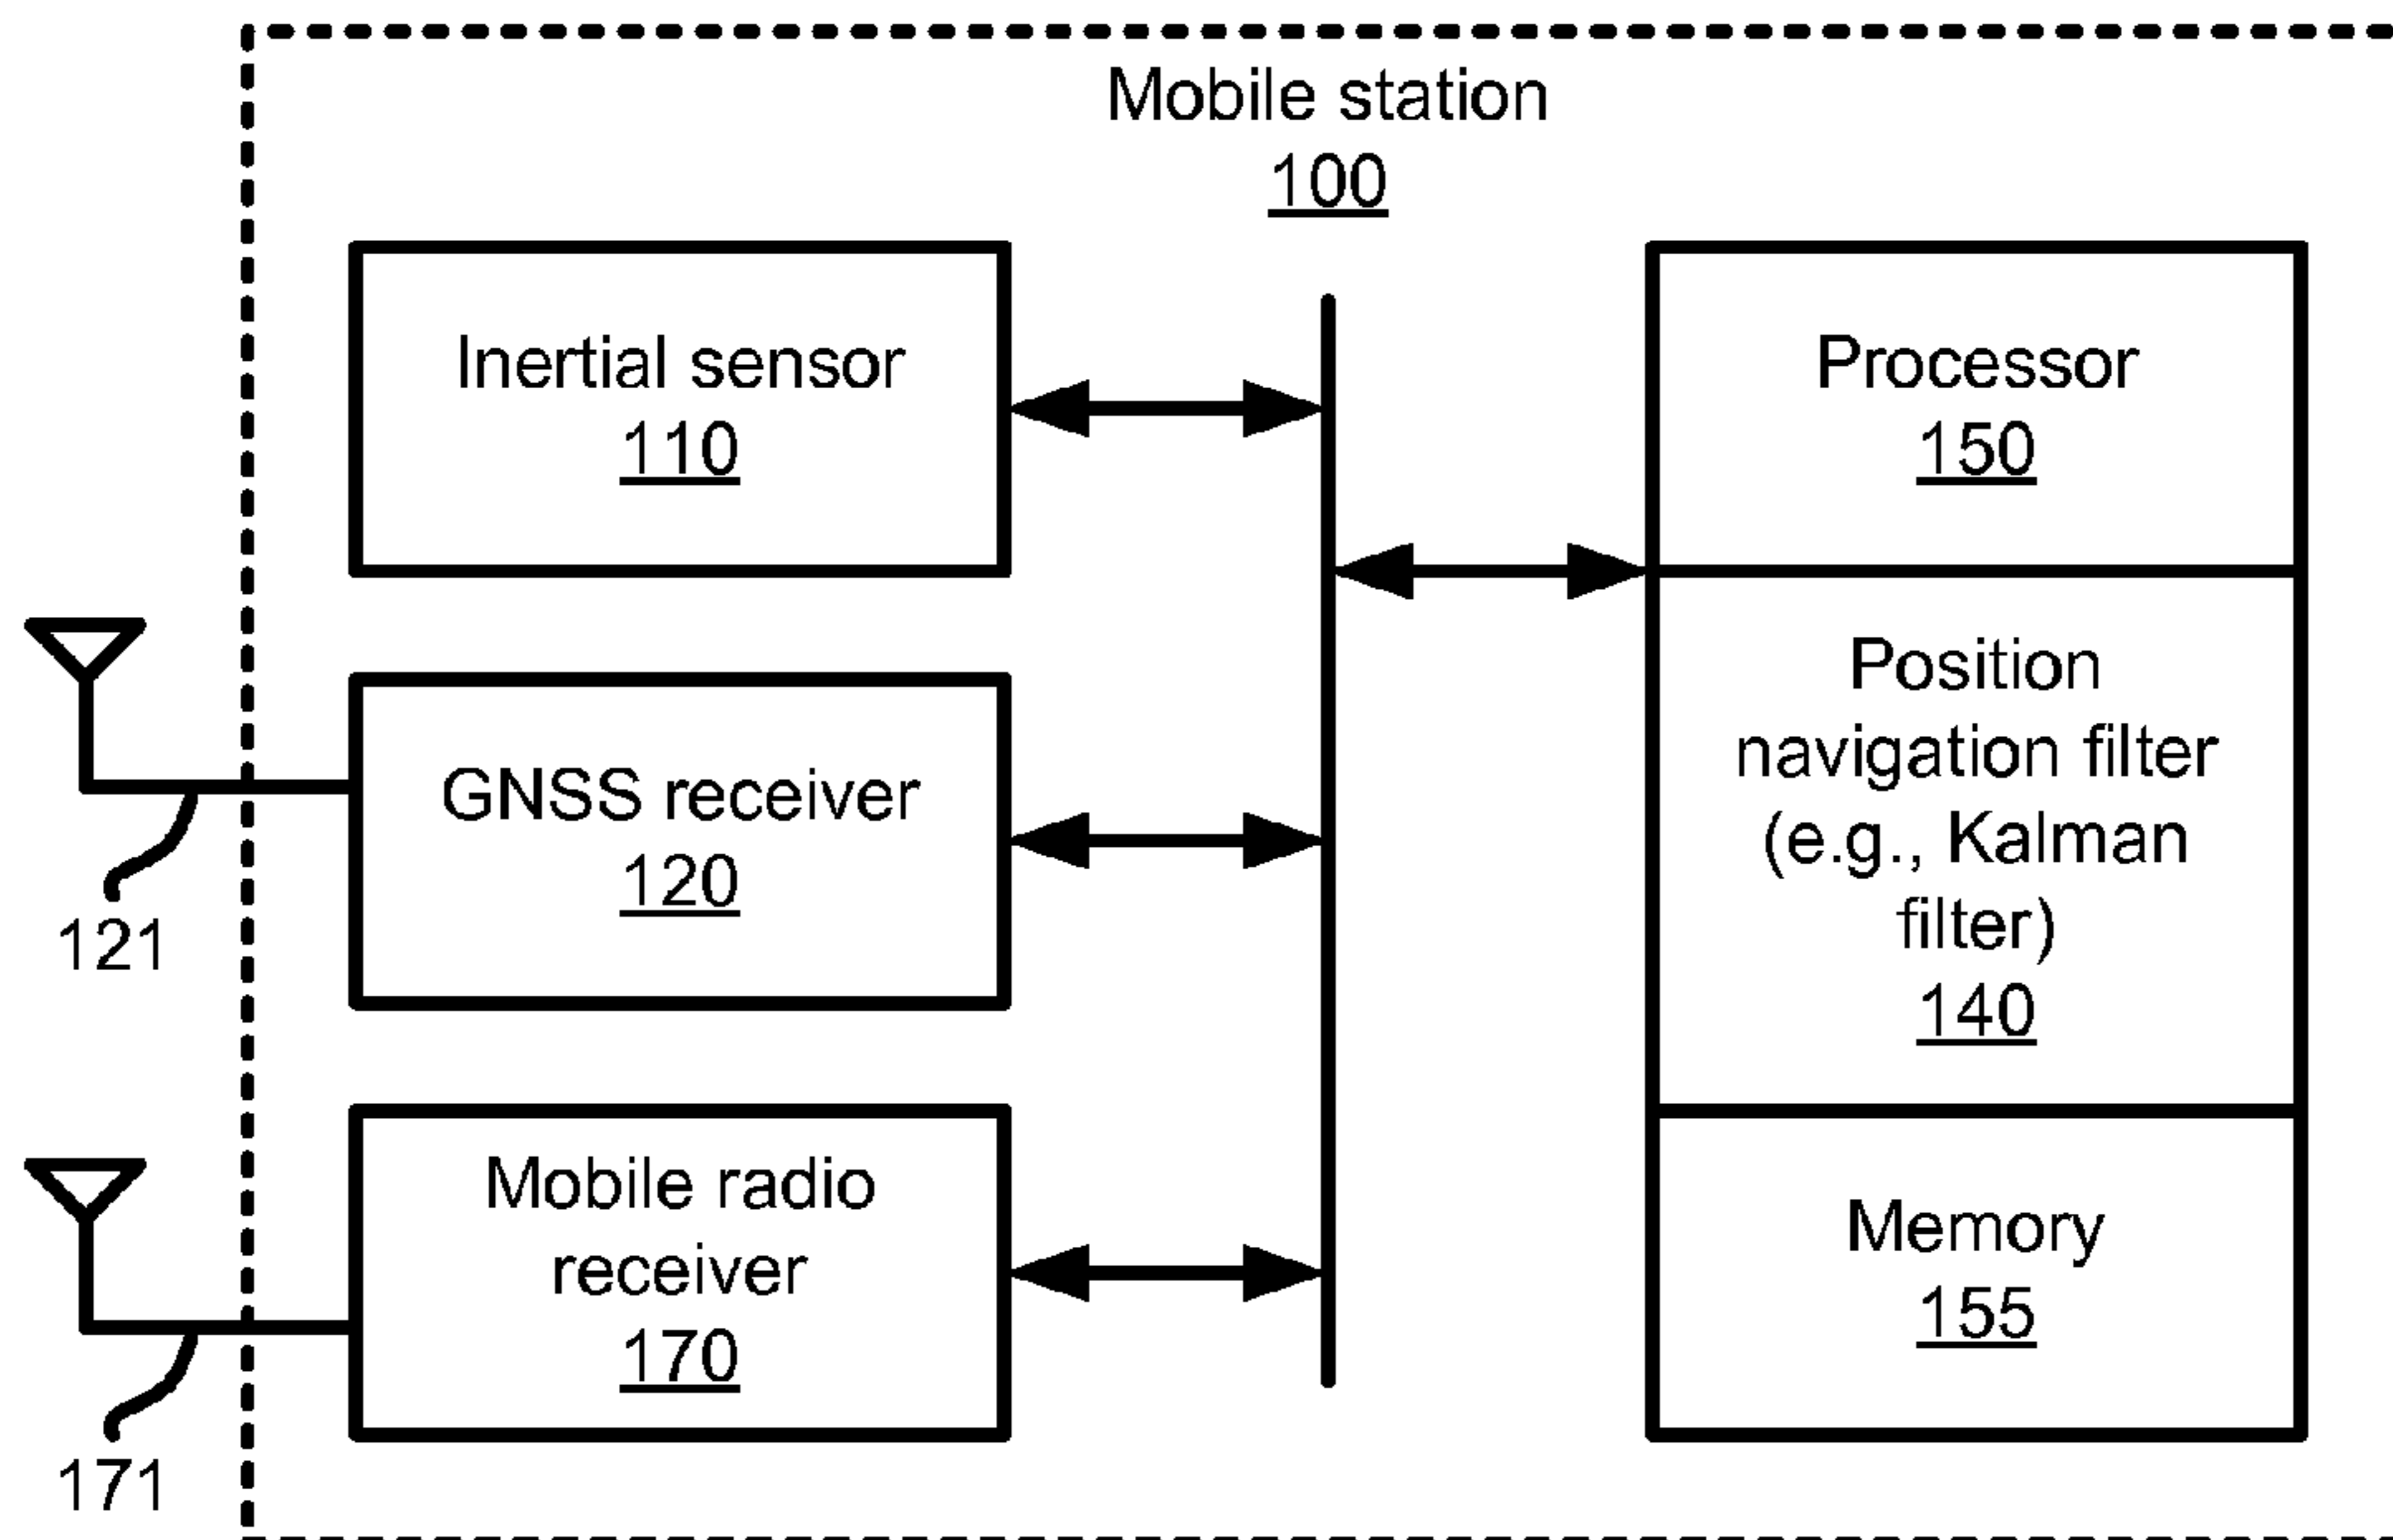 Mobile station
100
Inertial sensor
110
Processor
150
Position
navigation filter
(e.g., Kalman
filter)
140
GNSS receiver
120
121
Mobile radio
receiver
170
171
Memory
155